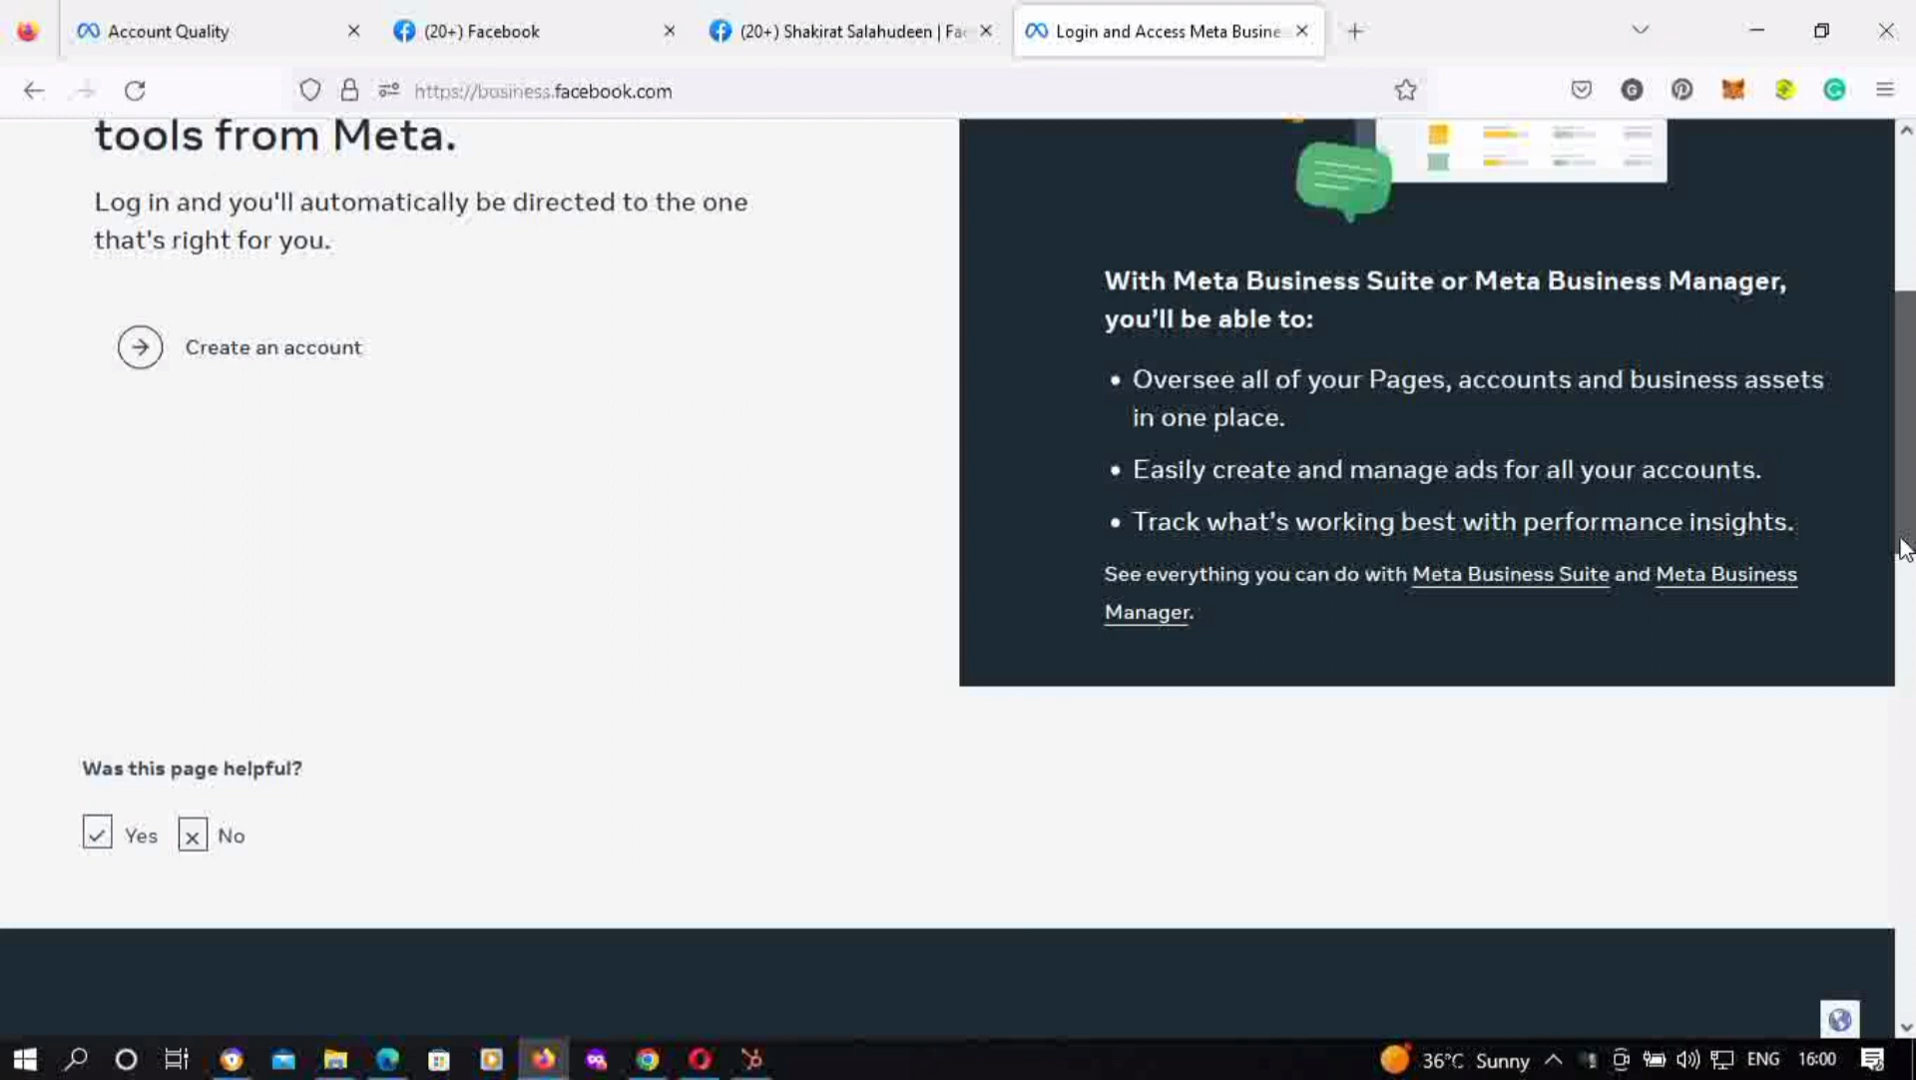 Account Quality
(20+) Facebook
(20+) Shakirat Salahudeen | Fac
Login and Access Meta Busine
https://business.facebook.com
tools from Meta.
Log in and you'll automatically be directed to the one
that's right for you.
Create an account
With Meta Business Suite or Meta Business Manager,
you'll be able to:
• Oversee all of your Pages, accounts and business assets
in one place.
• Easily create and manage ads for all your accounts.
• Track what's working best with performance insights.
See everything you can do with Meta Business Suite and Meta Business
Manager.
Was this page helpful?
Yes
No
36°C Sunny
ENG
16:00